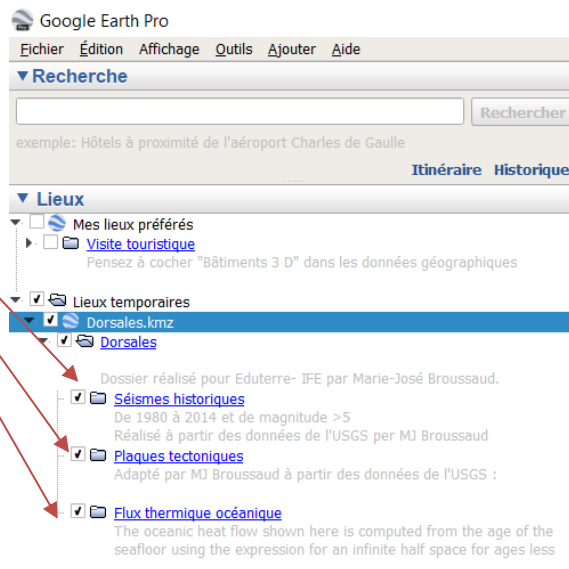 Google Earth Pro
Fichier Édition Affichage Outils Ajouter Aide
Recherche
Rechercher
exemple: Hôtels à proximité de l'aéroport Charles de Gaulle
Itinéraire Historique
Lieux
Mes lieux préférés
Visite touristique
Pensez à cocher "Bâtiments 3 D" dans les données géographiques
Lieux temporaires
Dorsales.kmz
Dorsales
Dossier réalisé pour Eduterre- IFE par Marie-José Broussaud.
Séismes historiques
De 1980 à 2014 et de magnitude >5
Réalisé à partir des données de l'USGS per MJ Broussaud
Plaques tectoniques
Adapté par MJ Broussaud à partir des données de l'USGS :
Flux thermique océanique
The oceanic heat flow shown here is computed from the age of the
seafloor using the expression for an infinite half space for ages less